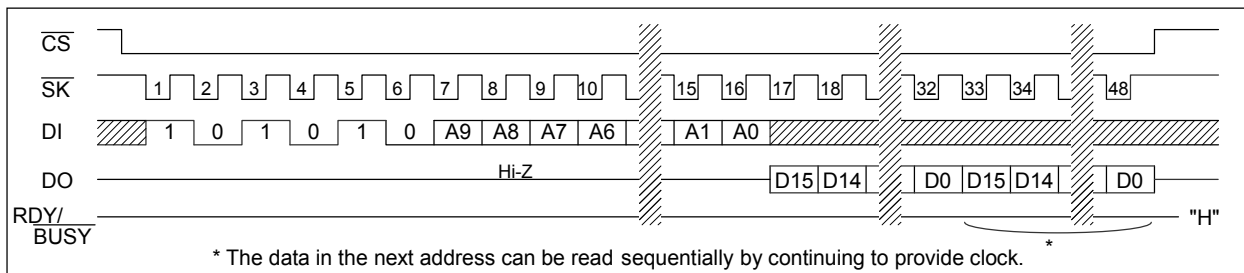 CS
SK 1 2 3 4 5 6 7 8 9 10 15 16 17 18 32 33 34 48
DI 1 0 1 0 1 0 A9 A8 A7 A6 A1 A0
DO Hi-Z D15 D14 D0 D15 D14 D0
RDY/
BUSY "H"
* The data in the next address can be read sequentially by continuing to provide clock.
*